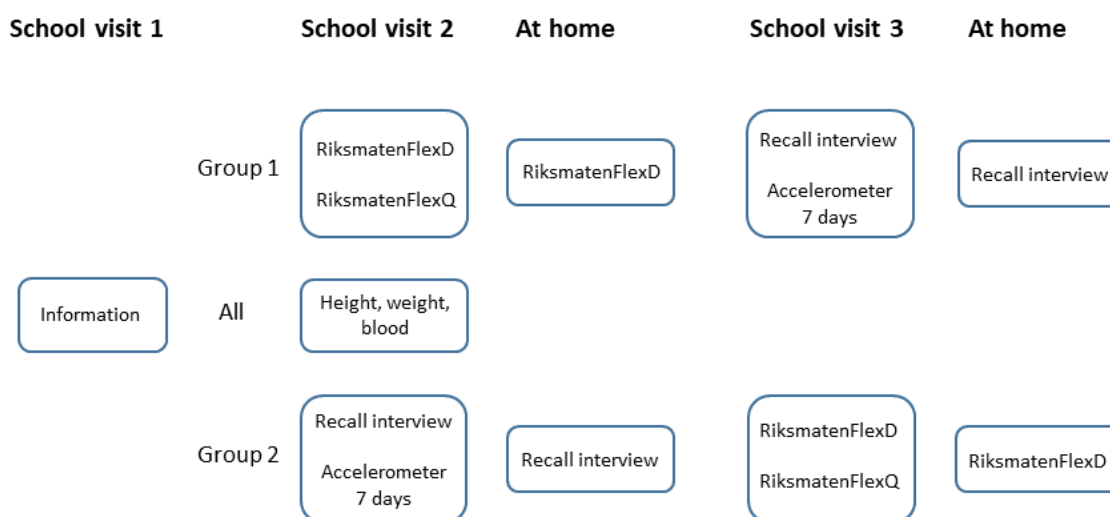 School visit 1
School visit 2
At home
School visit 3
At home
Group 1
RiksmatenFlexD
RiksmatenFlexQ
RiksmatenFlexD
Recall interview
Accelerometer
7 days
Recall interview
Information
All
Height, weight,
blood
Group 2
Recall interview
Accelerometer
7 days
Recall interview
RiksmatenFlexD
RiksmatenFlexQ
RiksmatenFlexD